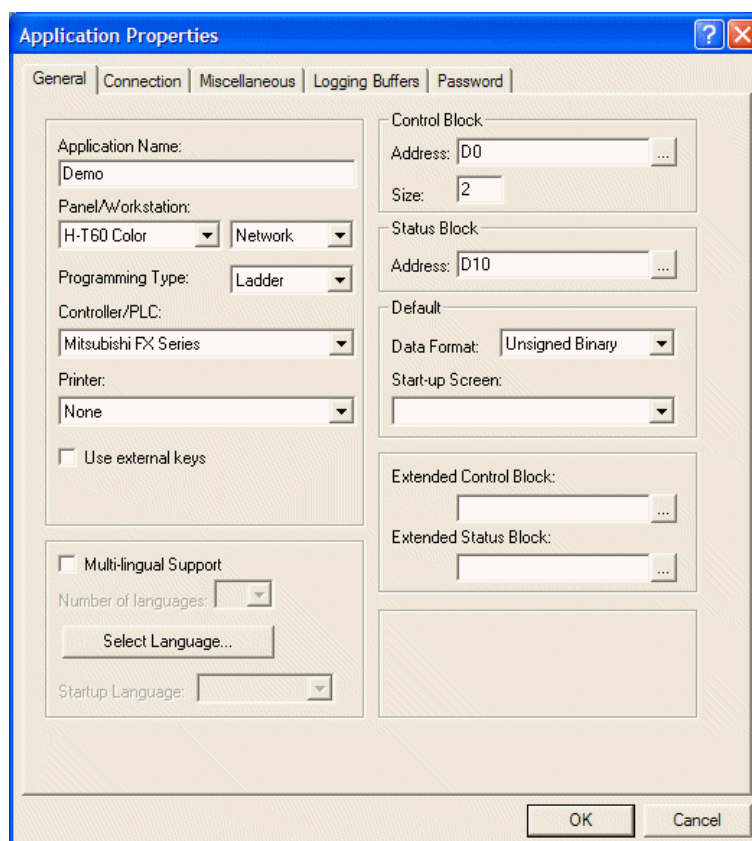 Application Properties
General Connection Miscellaneous Logging Buffers Password
Application Name:
Demo
Panel/Workstation:
H-T60 Color Network
Programming Type: Ladder
Controller/PLC:
Mitsubishi FX Series
Printer:
None
Use external keys
Multi-lingual Support
Number of languages:
Select Language...
Startup Language:
Control Block
Address: D0 ...
Size: 2
Status Block
Address: D10 ...
Default
Data Format: Unsigned Binary
Start-up Screen:
Extended Control Block:
...
Extended Status Block:
...
OK Cancel